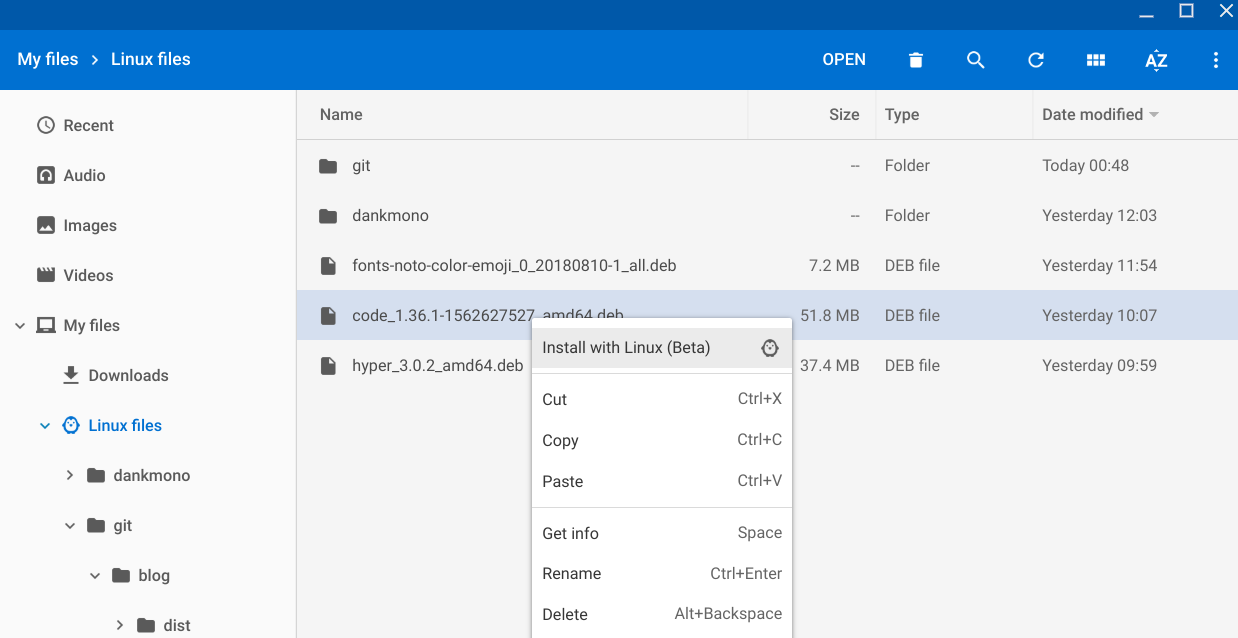 My files > Linux files OPEN AZ
Recent
Audio
Images
Videos
My files
Downloads
Linux files
dankmono
git
blog
dist
Name Size Type Date modified
git -- Folder Today 00:48
dankmono -- Folder Yesterday 12:03
fonts-noto-color-emoji_0_20180810-1_all.deb 7.2 MB DEB file Yesterday 11:54
code_1.36.1-1562627527_amd64.deb 51.8 MB DEB file Yesterday 10:07
hyper_3.0.2_amd64.deb 37.4 MB DEB file Yesterday 09:59
Install with Linux (Beta)
Cut Ctrl+X
Copy Ctrl+C
Paste Ctrl+V
Get info Space
Rename Ctrl+Enter
Delete Alt+Backspace